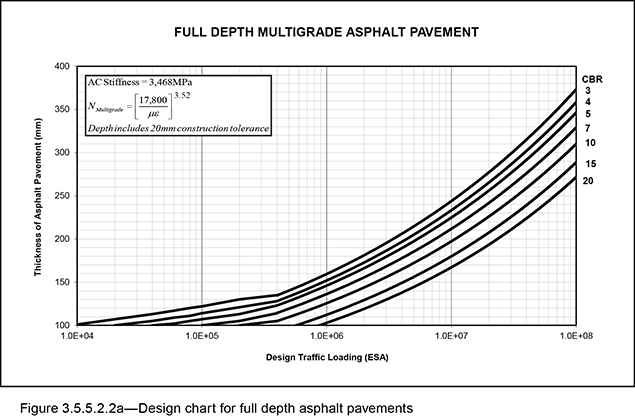 FULL DEPTH MULTIGRADE ASPHALT PAVEMENT
AC Stiffness = 3,468MPa
N Multigrade = [17,800 / με]^3.52
Depth includes 20mm construction tolerance
Thickness of Asphalt Pavement (mm)
400
350
300
250
200
150
100
1.0E+04
1.0E+05
1.0E+06
1.0E+07
1.0E+08
Design Traffic Loading (ESA)
CBR
3
4
5
7
10
15
20
Figure 3.5.5.2.2a—Design chart for full depth asphalt pavements